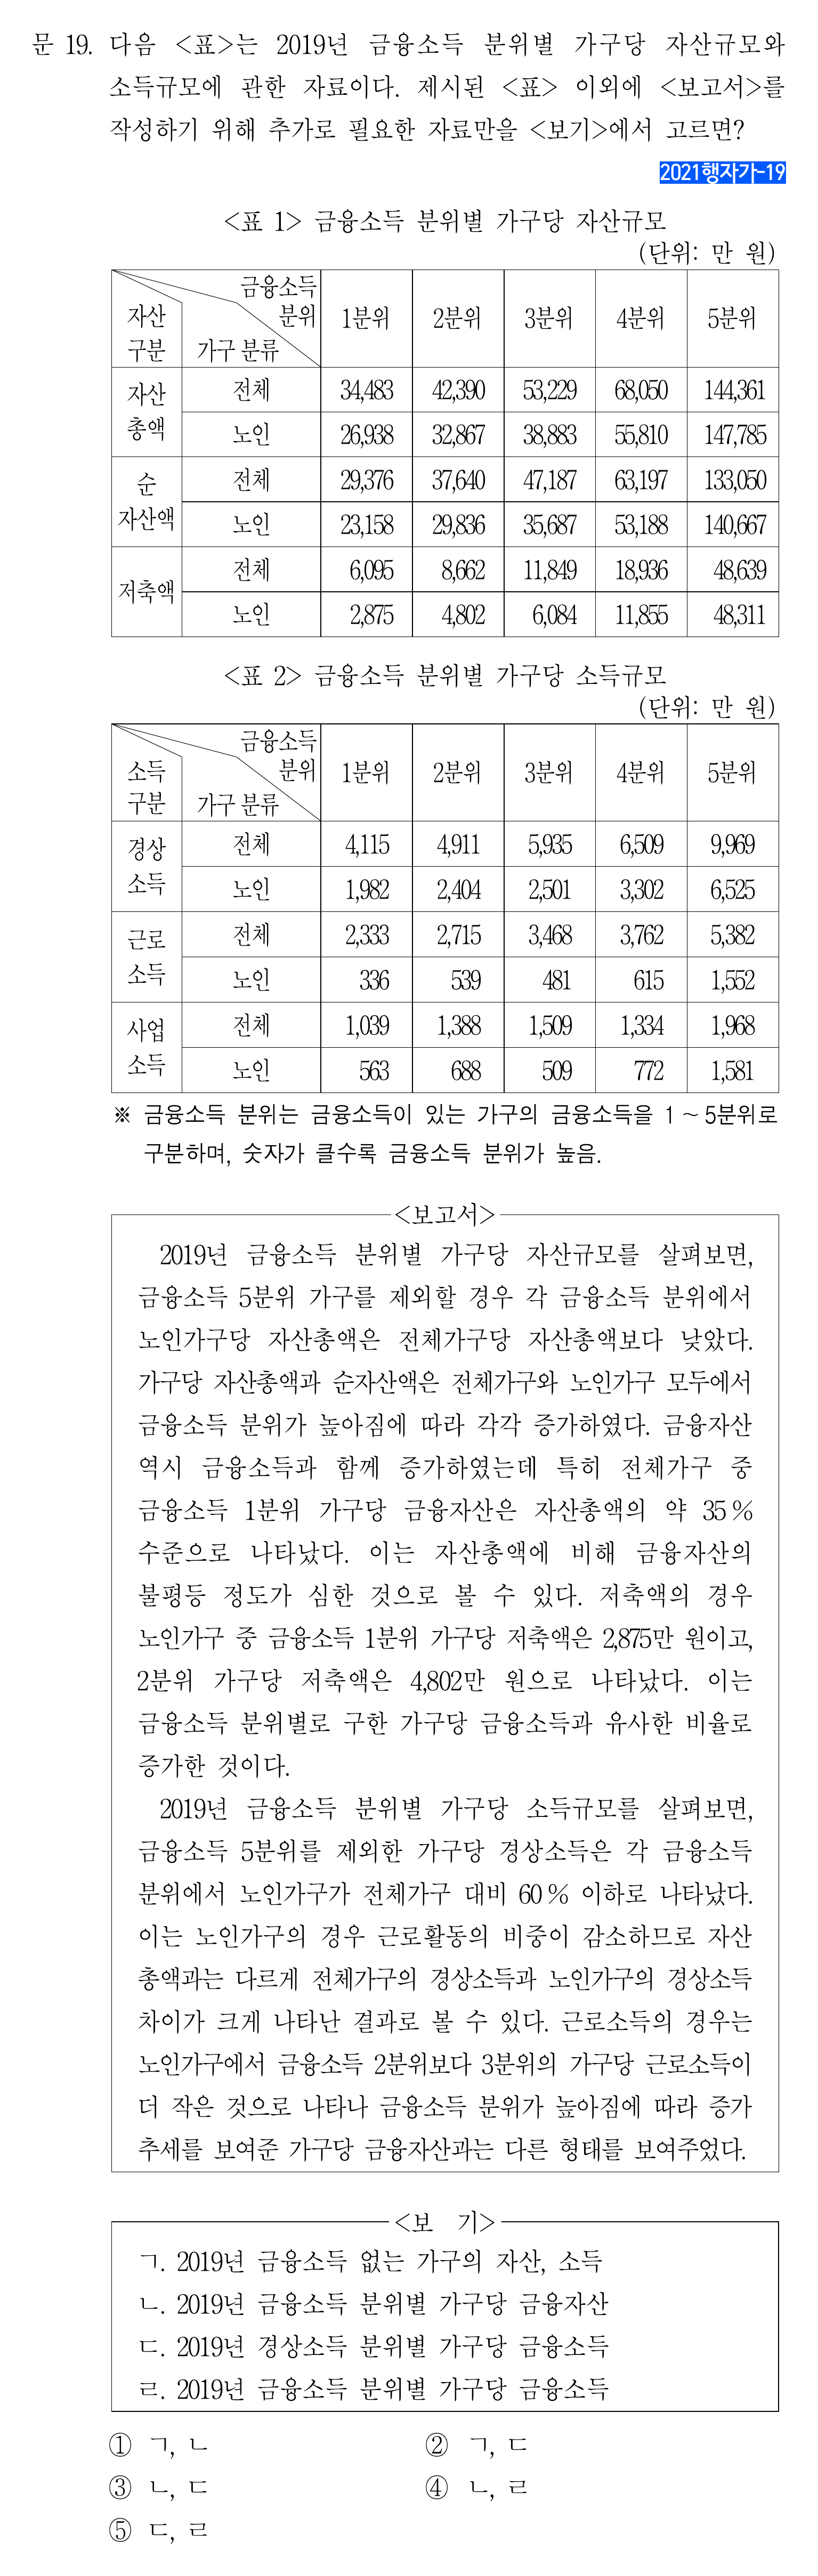 문 19. 다음 <표>는 2019년 금융소득 분위별 가구당 자산규모와
소득규모에 관한 자료이다. 제시된 <표> 이외에 <보고서>를
작성하기 위해 추가로 필요한 자료만을 <보기>에서 고르면?
2021행자가-19
<표 1> 금융소득 분위별 가구당 자산규모
(단위: 만 원)
자산 구분 가구 분류 금융소득 분위 1분위 2분위 3분위 4분위 5분위
자산 총액 전체 34,483 42,390 53,229 68,050 144,361
노인 26,938 32,867 38,883 55,810 147,785
순 자산액 전체 29,376 37,640 47,187 63,197 133,050
노인 23,158 29,836 35,687 53,188 140,667
저축액 전체 6,095 8,662 11,849 18,936 48,639
노인 2,875 4,802 6,084 11,855 48,311
<표 2> 금융소득 분위별 가구당 소득규모
(단위: 만 원)
소득 구분 가구 분류 금융소득 분위 1분위 2분위 3분위 4분위 5분위
경상 소득 전체 4,115 4,911 5,935 6,509 9,969
노인 1,982 2,404 2,501 3,302 6,525
근로 소득 전체 2,333 2,715 3,468 3,762 5,382
노인 336 539 481 615 1,552
사업 소득 전체 1,039 1,388 1,509 1,334 1,968
노인 563 688 509 772 1,581
※ 금융소득 분위는 금융소득이 있는 가구의 금융소득을 1 ~ 5분위로
구분하며, 숫자가 클수록 금융소득 분위가 높음.
<보고서>
2019년 금융소득 분위별 가구당 자산규모를 살펴보면,
금융소득 5분위 가구를 제외할 경우 각 금융소득 분위에서
노인가구당 자산총액은 전체가구당 자산총액보다 낮았다.
가구당 자산총액과 순자산액은 전체가구와 노인가구 모두에서
금융소득 분위가 높아짐에 따라 각각 증가하였다. 금융자산
역시 금융소득과 함께 증가하였는데 특히 전체가구 중
금융소득 1분위 가구당 금융자산은 자산총액의 약 35 %
수준으로 나타났다. 이는 자산총액에 비해 금융자산의
불평등 정도가 심한 것으로 볼 수 있다. 저축액의 경우
노인가구 중 금융소득 1분위 가구당 저축액은 2,875만 원이고,
2분위 가구당 저축액은 4,802만 원으로 나타났다. 이는
금융소득 분위별로 구한 가구당 금융소득과 유사한 비율로
증가한 것이다.
2019년 금융소득 분위별 가구당 소득규모를 살펴보면,
금융소득 5분위를 제외한 가구당 경상소득은 각 금융소득
분위에서 노인가구가 전체가구 대비 60 % 이하로 나타났다.
이는 노인가구의 경우 근로활동의 비중이 감소하므로 자산
총액과는 다르게 전체가구의 경상소득과 노인가구의 경상소득
차이가 크게 나타난 결과로 볼 수 있다. 근로소득의 경우는
노인가구에서 금융소득 2분위보다 3분위의 가구당 근로소득이
더 작은 것으로 나타나 금융소득 분위가 높아짐에 따라 증가
추세를 보여준 가구당 금융자산과는 다른 형태를 보여주었다.
<보 기>
ㄱ. 2019년 금융소득 없는 가구의 자산, 소득
ㄴ. 2019년 금융소득 분위별 가구당 금융자산
ㄷ. 2019년 경상소득 분위별 가구당 금융소득
ㄹ. 2019년 금융소득 분위별 가구당 금융소득
① ㄱ, ㄴ ② ㄱ, ㄷ
③ ㄴ, ㄷ ④ ㄴ, ㄹ
⑤ ㄷ, ㄹ